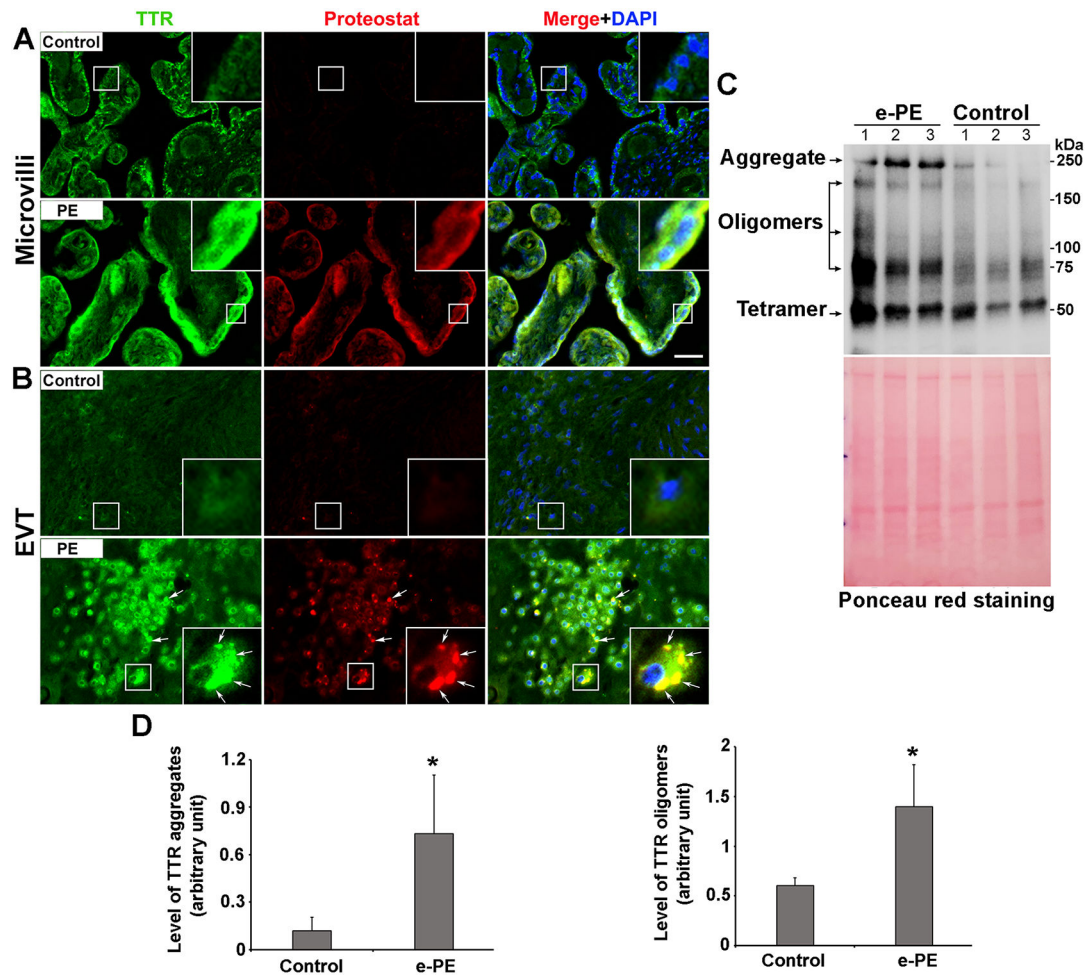 TTR Proteostat Merge+DAPI
A
Control
Microvilli
PE
B
Control
EVT
PE
C
e-PE Control
1 2 3 1 2 3
kDa
Aggregate
250
Oligomers
-150
100
75
Tetramer
50
Ponceau red staining
D
Level of TTR aggregates
(arbitrary unit)
1.2
0.9
0.6
0.3
0
*
Control e-PE
Level of TTR oligomers
(arbitrary unit)
2
1.5
1
0.5
0
*
Control e-PE